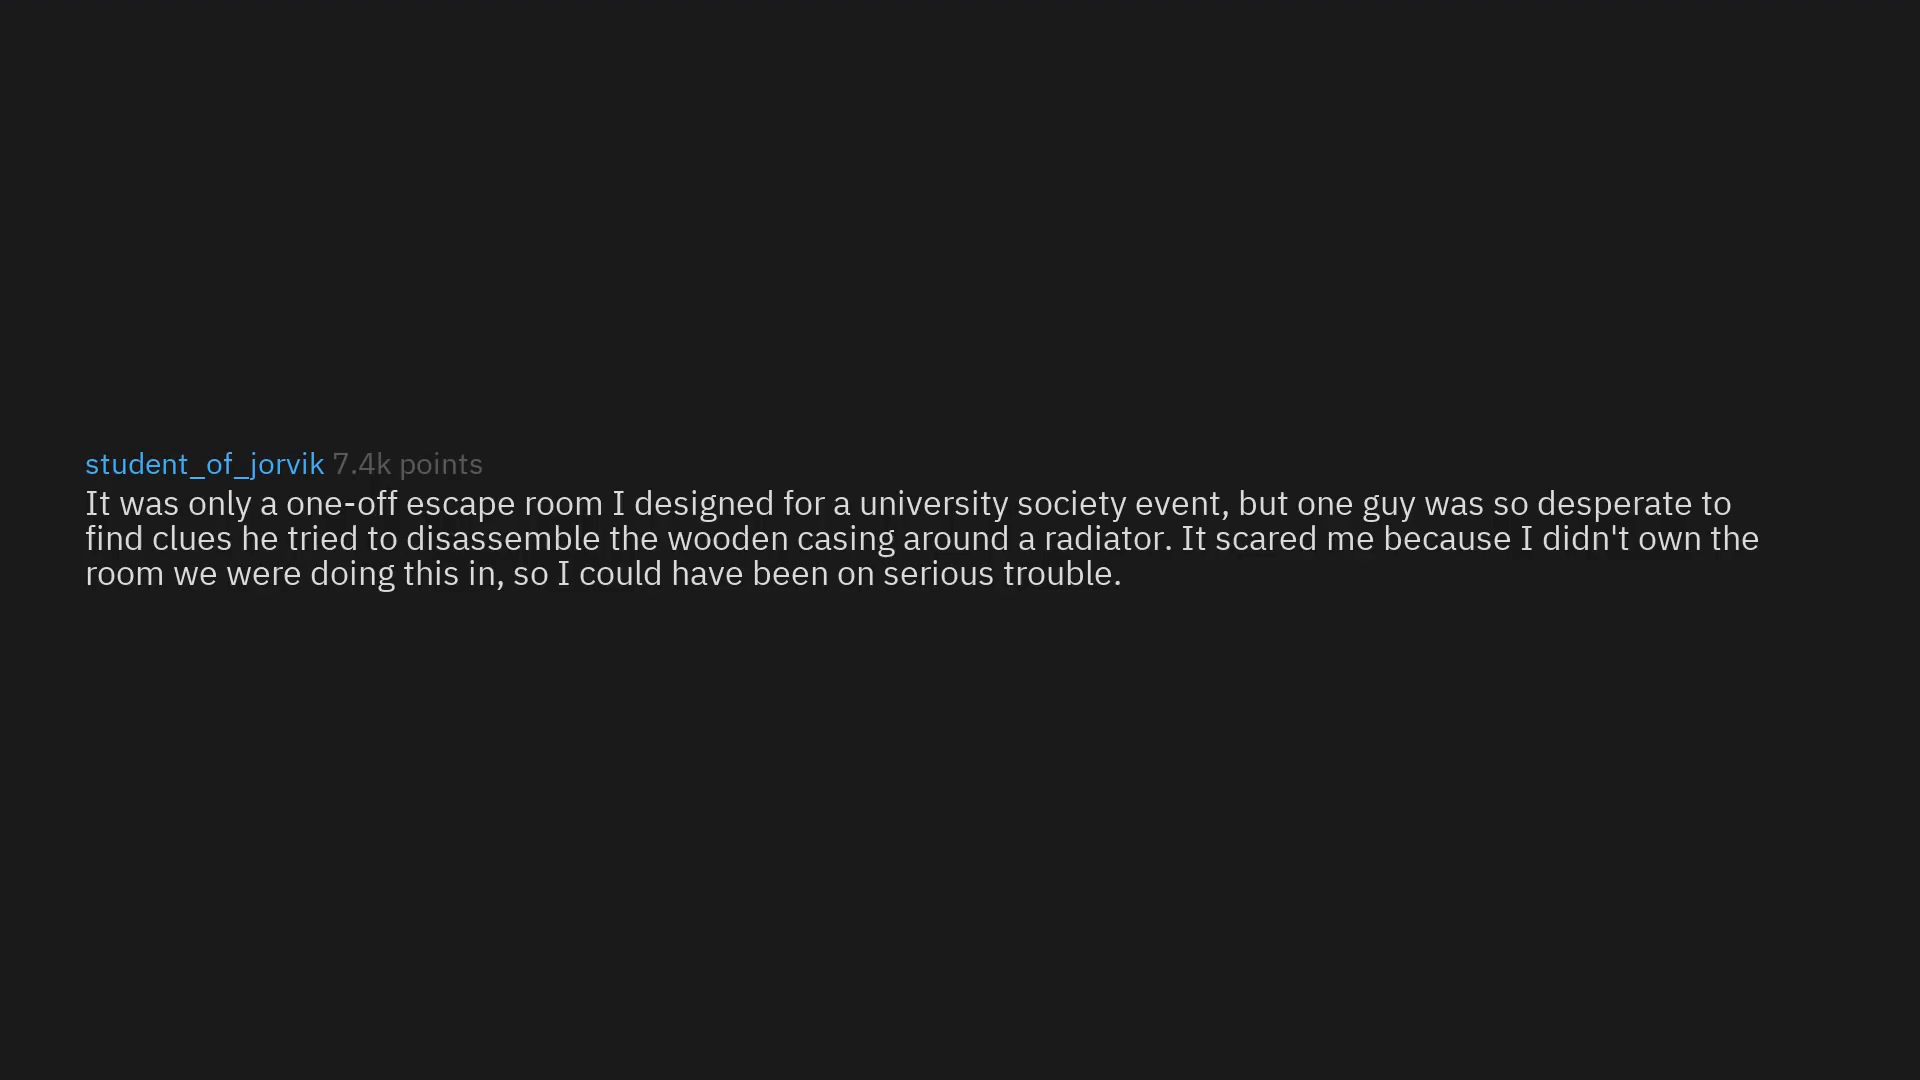 student_of_jorvik 7.4k points
It was only a one-off escape room I designed for a university society event, but one guy was so desperate to
find clues he tried to disassemble the wooden casing around a radiator. It scared me because I didn't own the
room we were doing this in, so I could have been on serious trouble.